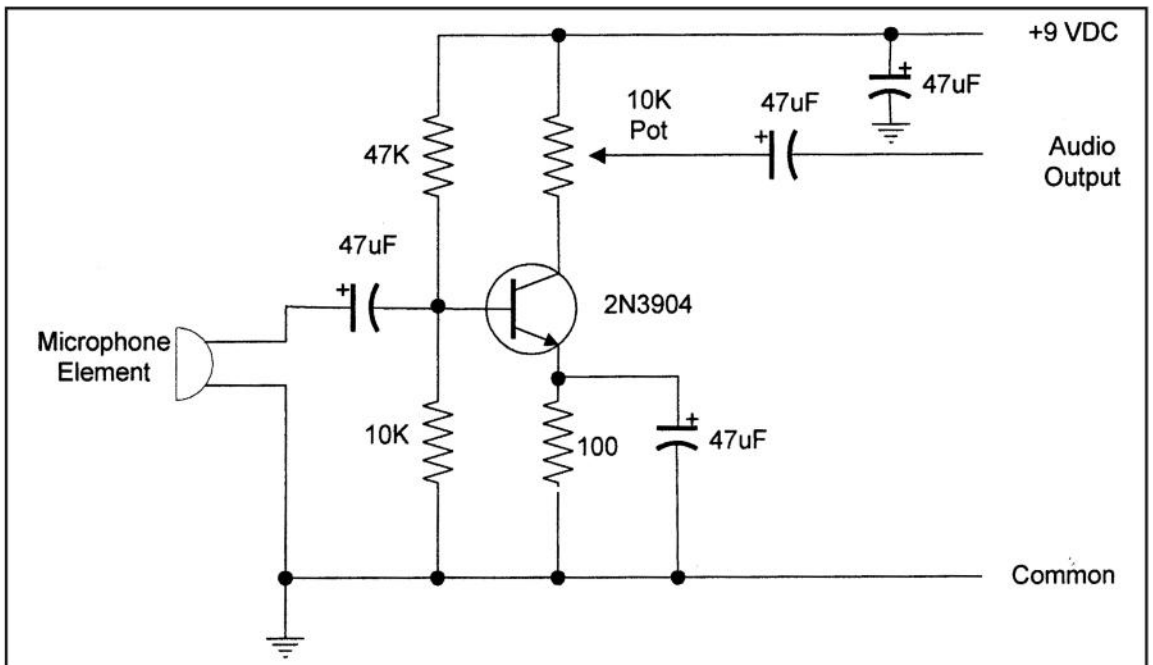 +9 VDC
47uF
47uF
10K
Pot
47K
Audio
Output
47uF
2N3904
Microphone
Element
10K
100
47uF
Common